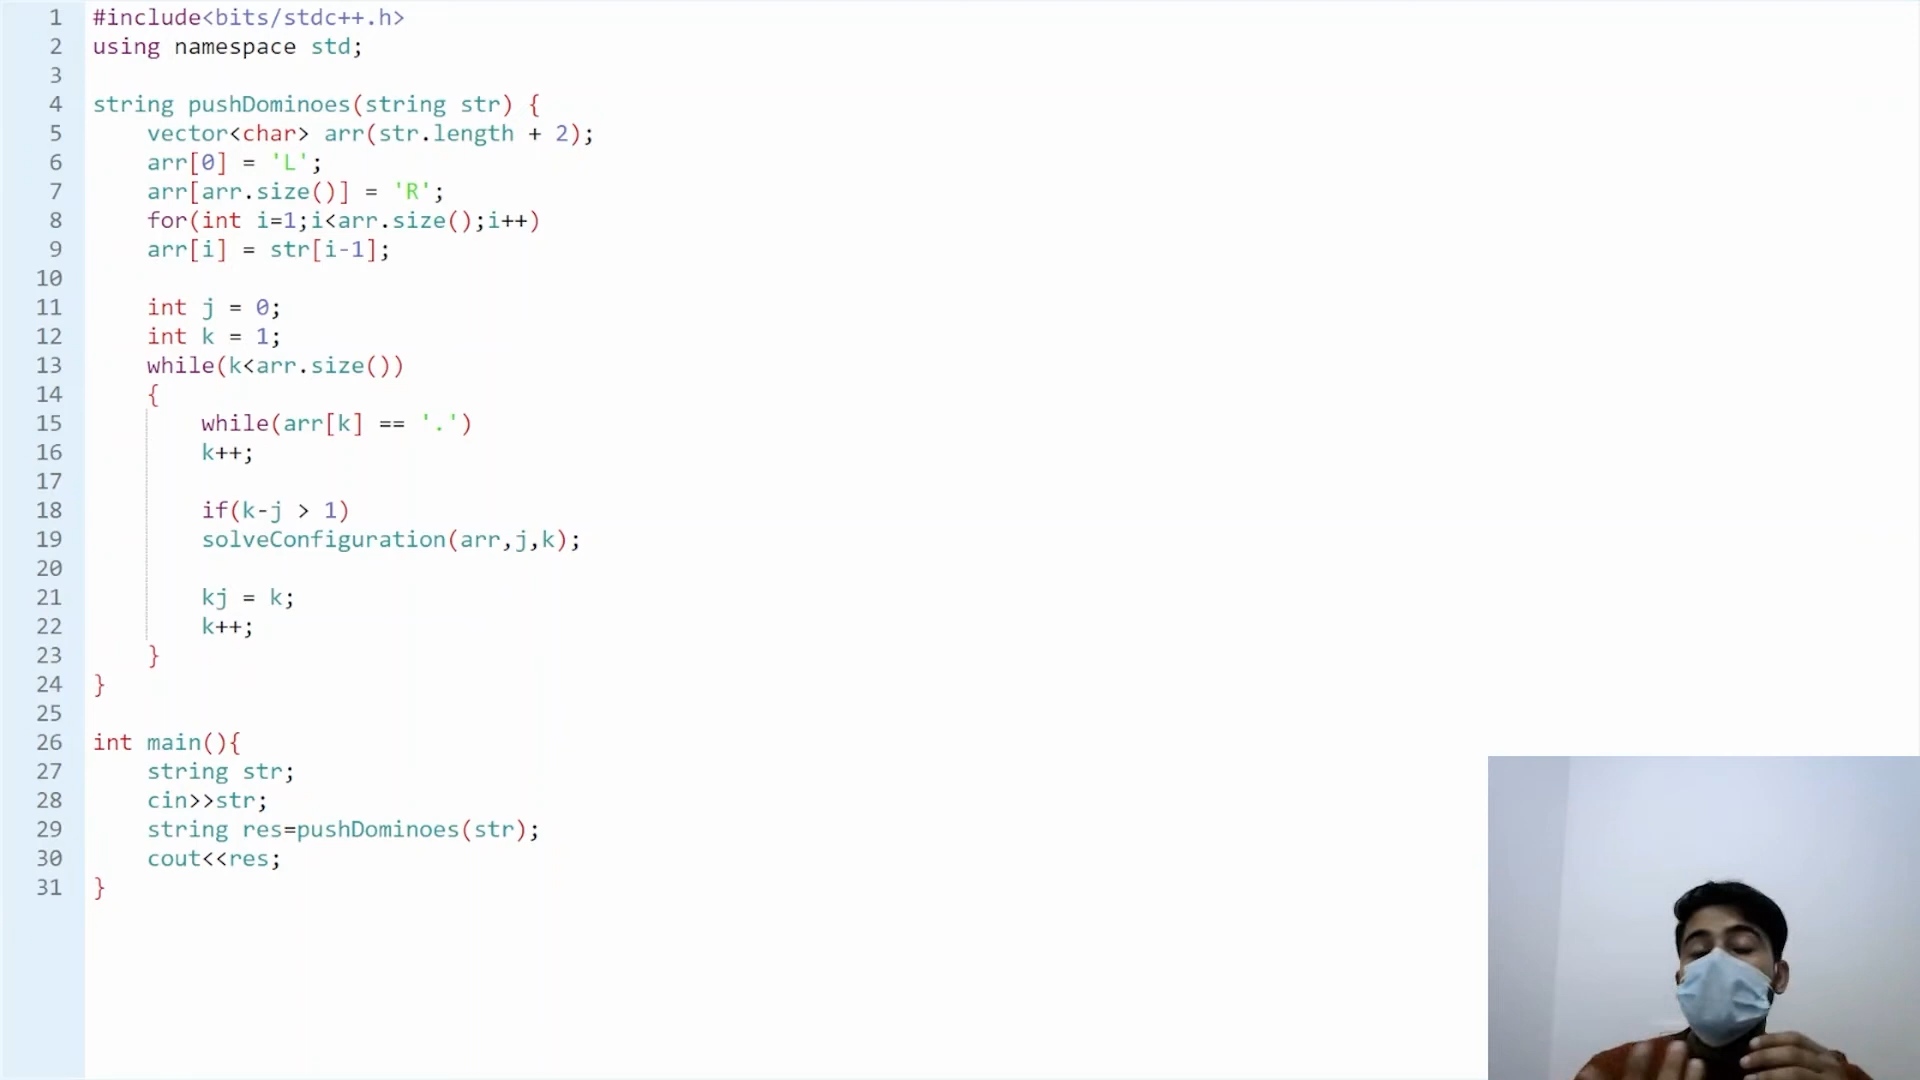 1 #include<bits/stdc++.h>
2 using namespace std;
3
4 string pushDominoes(string str) {
5 vector<char> arr(str.length + 2);
6 arr[0] = 'L';
7 arr[arr.size()] = 'R';
8 for(int i=1;i<arr.size();i++)
9 arr[i] = str[i-1];
10
11 int j = 0;
12 int k = 1;
13 while(k<arr.size())
14 {
15 while(arr[k] == '.')
16 k++;
17
18 if(k-j > 1)
19 solveConfiguration(arr,j,k);
20
21 kj = k;
22 k++;
23 }
24 }
25
26 int main(){
27 string str;
28 cin>>str;
29 string res=pushDominoes(str);
30 cout<<res;
31 }